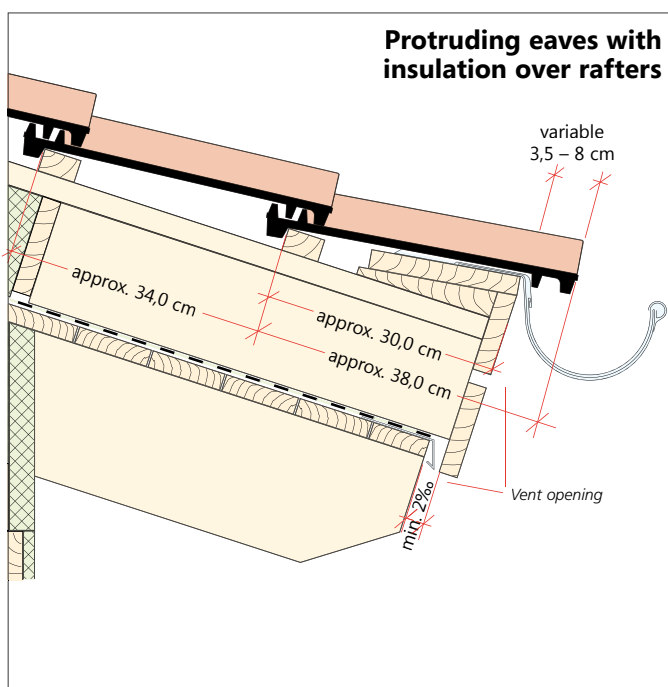 Protruding eaves with
insulation over rafters
variable
3,5 – 8 cm
approx. 34,0 cm
approx. 30,0 cm
approx. 38,0 cm
min. 2‰
Vent opening